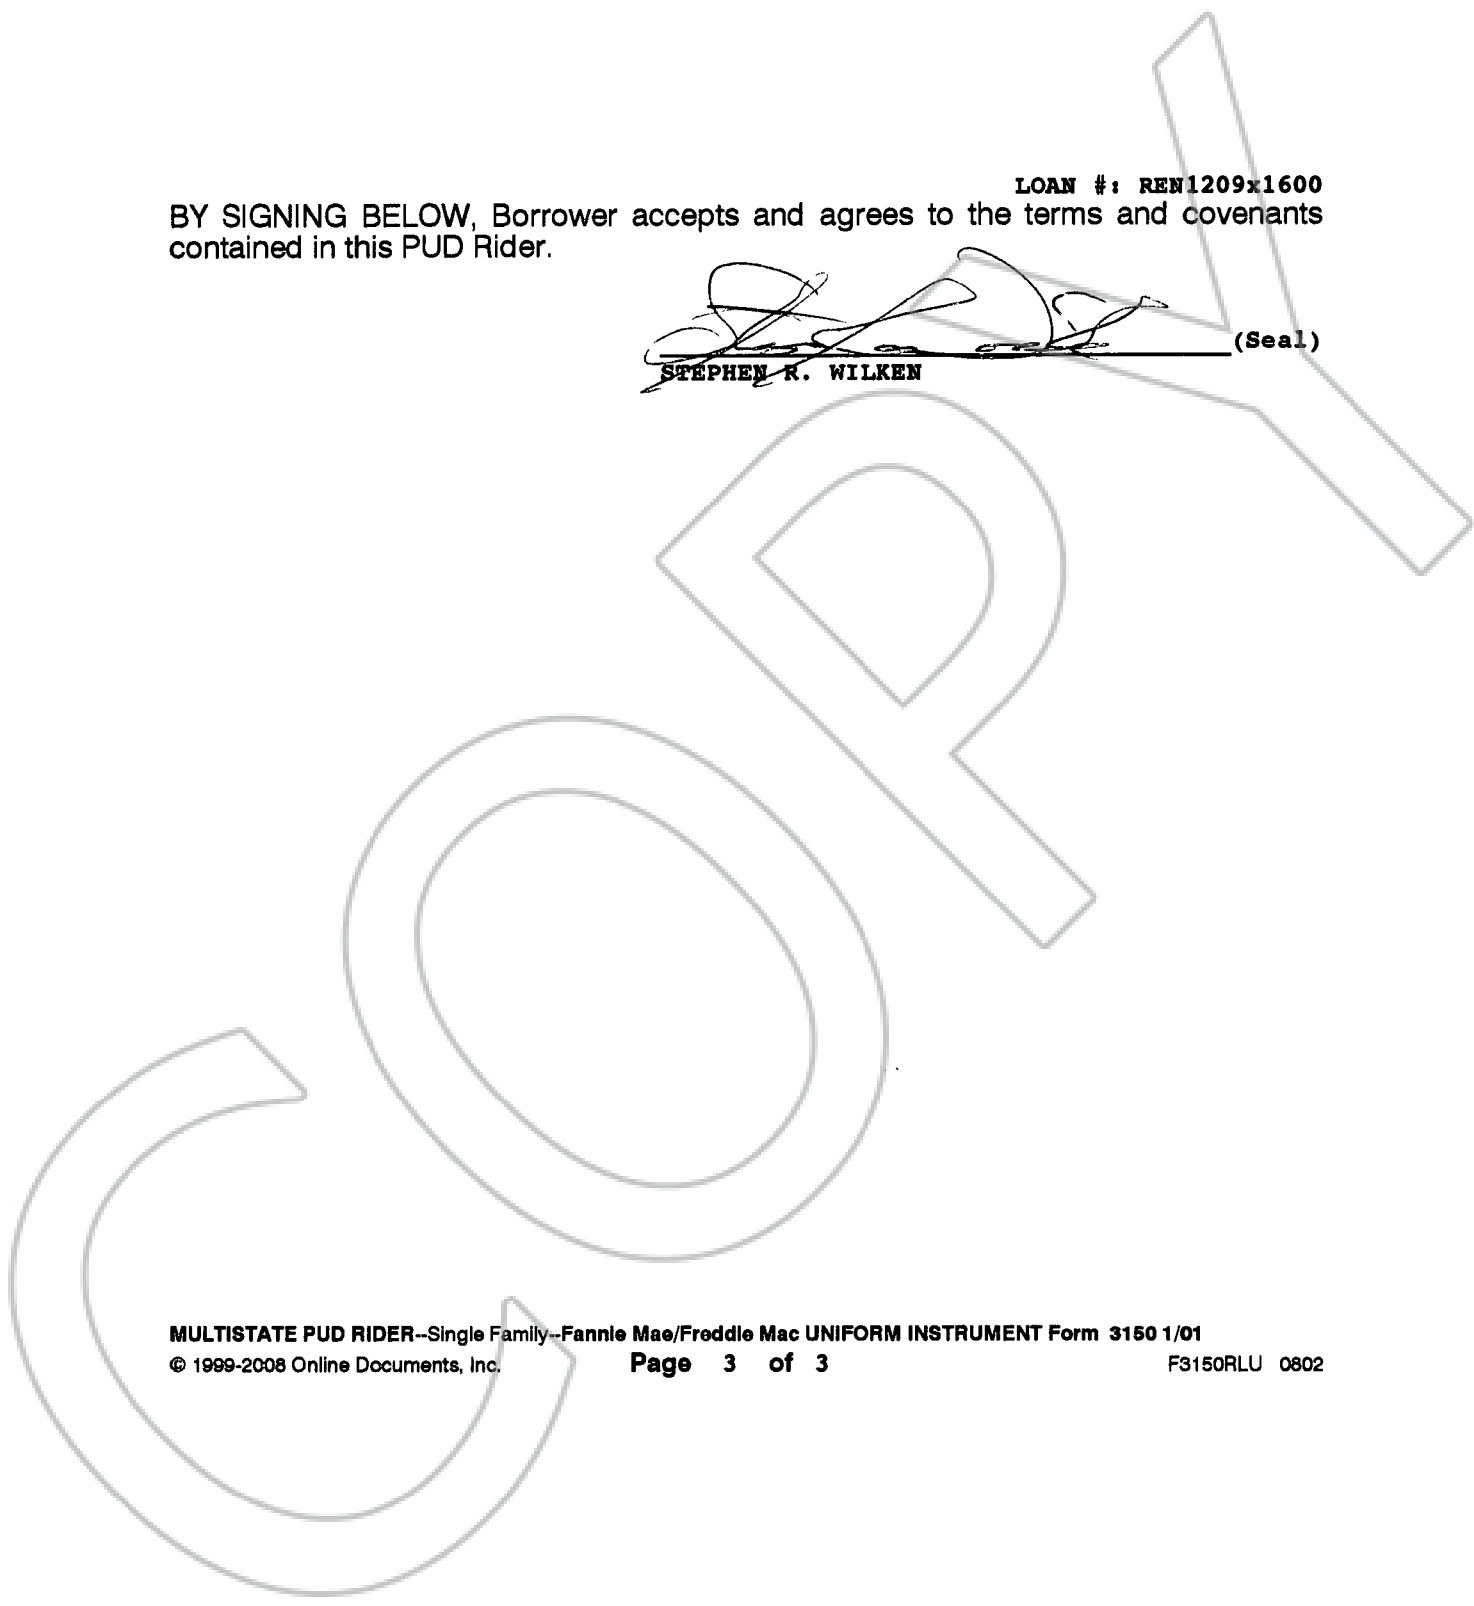 LOAN #: REN1209x1600
BY SIGNING BELOW, Borrower accepts and agrees to the terms and covenants
contained in this PUD Rider.
(Seal)
STEPHEN R. WILKEN
COPY
MULTISTATE PUD RIDER--Single Family--Fannie Mae/Freddie Mac UNIFORM INSTRUMENT Form 3150 1/01
© 1999-2008 Online Documents, Inc. Page 3 of 3 F3150RLU 0802